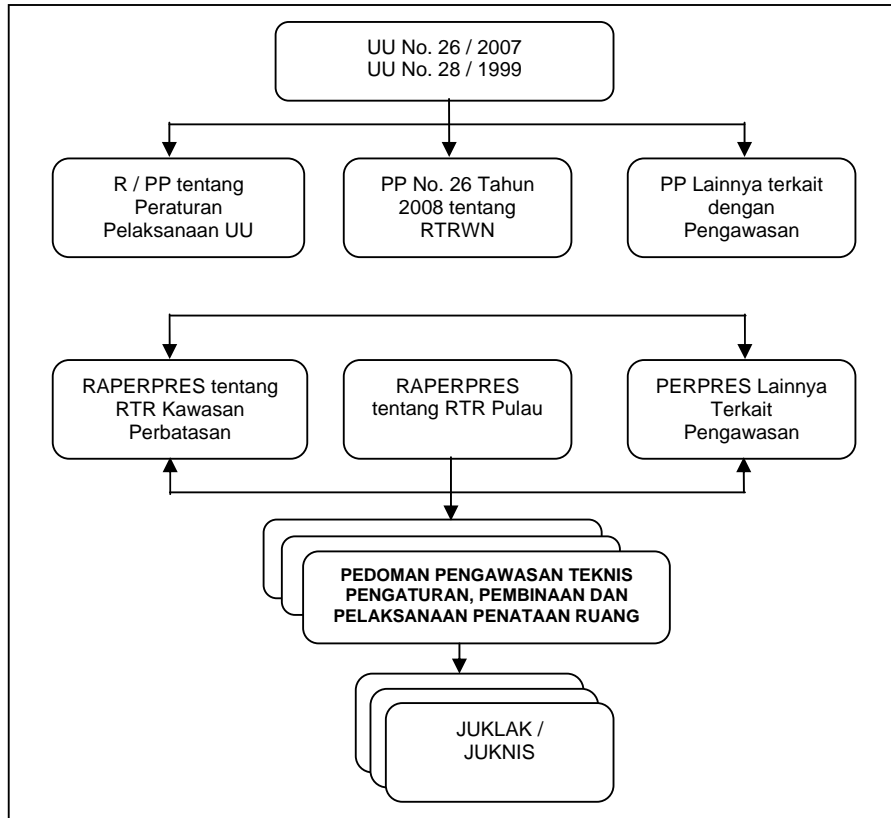 UU No. 26 / 2007
UU No. 28 / 1999
R / PP tentang
Peraturan
Pelaksanaan UU
PP No. 26 Tahun
2008 tentang
RTRWN
PP Lainnya terkait
dengan
Pengawasan
RAPERPRES tentang
RTR Kawasan
Perbatasan
RAPERPRES
tentang RTR Pulau
PERPRES Lainnya
Terkait
Pengawasan
PEDOMAN PENGAWASAN TEKNIS
PENGATURAN, PEMBINAAN DAN
PELAKSANAAN PENATAAN RUANG
JUKLAK /
JUKNIS